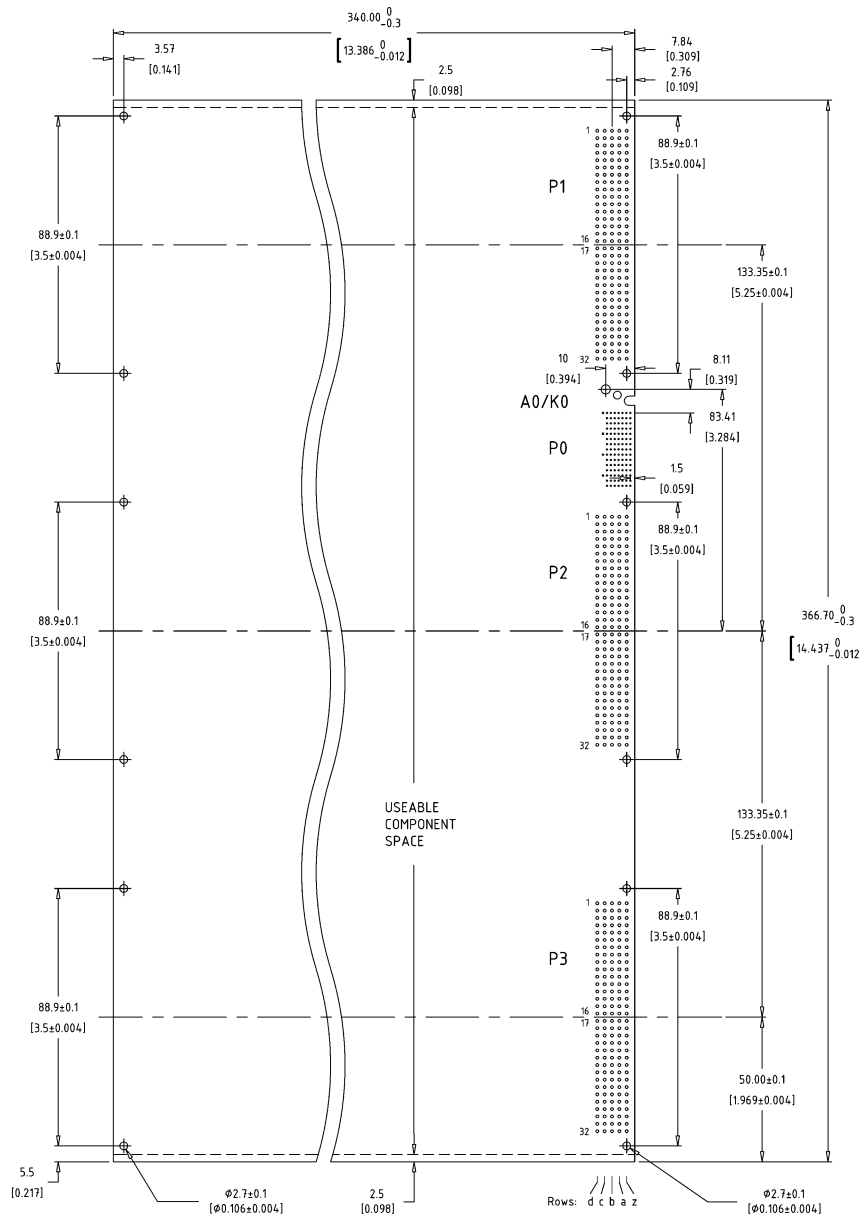 340.00 0 -0.3
[13.386 0 -0.012]
3.57
[0.141]
7.84
[0.309]
2.5
[0.098]
2.76
[0.109]
1
88.9±0.1
[3.5±0.004]
P1
88.9±0.1
[3.5±0.004]
16
17
133.35±0.1
[5.25±0.004]
10
[0.394]
32
8.11
[0.319]
A0/K0
83.41
[3.284]
P0
1.5
[0.059]
1
88.9±0.1
[3.5±0.004]
P2
88.9±0.1
[3.5±0.004]
16
17
366.70 0 -0.3
[14.437 0 -0.012
32
USEABLE
COMPONENT
SPACE
133.35±0.1
[5.25±0.004]
1
88.9±0.1
[3.5±0.004]
P3
88.9±0.1
[3.5±0.004]
16
17
50.00±0.1
[1.969±0.004]
32
5.5
[0.217]
ø2.7±0.1
[ø0.106±0.004]
2.5
[0.098]
Rows: d c b a z
ø2.7±0.1
[ø0.106±0.004]